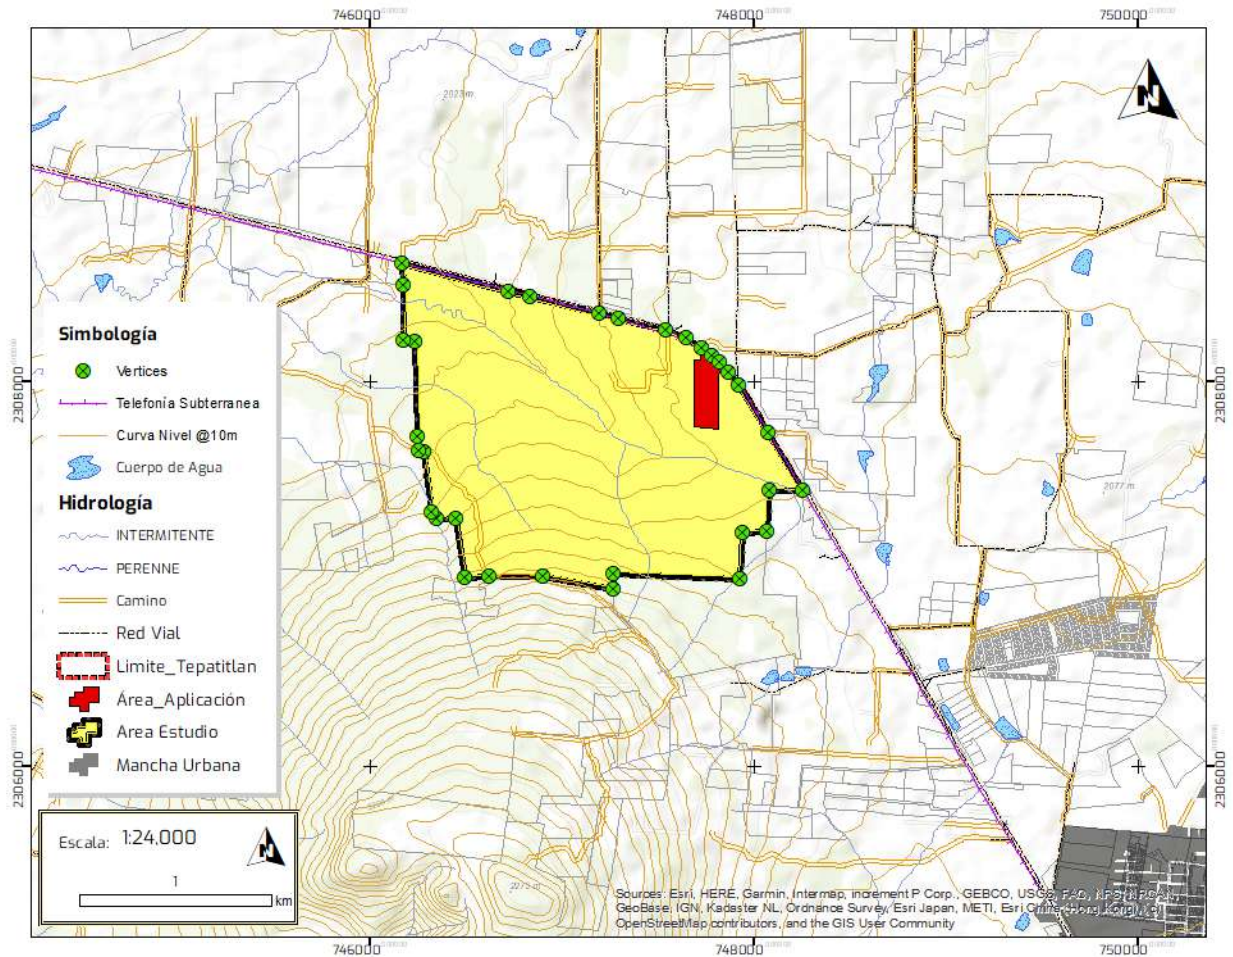 746000
748000
750000
2023 m
N
2308000
2308000
Simbología
Vertices
Telefonía Subterranea
Curva Nivel @10m
Cuerpo de Agua
Hidrología
INTERMITENTE
PERENNE
Camino
Red Vial
Limite_Tepatitlan
Área_Aplicación
Area Estudio
Mancha Urbana
2077 m
2306000
2306000
Escala: 1:24,000
N
1
km
Sources: Esri, HERE, Garmin, Intermap, increment P Corp., GEBCO, USGS, FAO, NPS, NRCAN,
GeoBase, IGN, Kadaster NL, Ordnance Survey, Esri Japan, METI, Esri China (Hong Kong), (c)
OpenStreetMap contributors, and the GIS User Community
746000
748000
750000